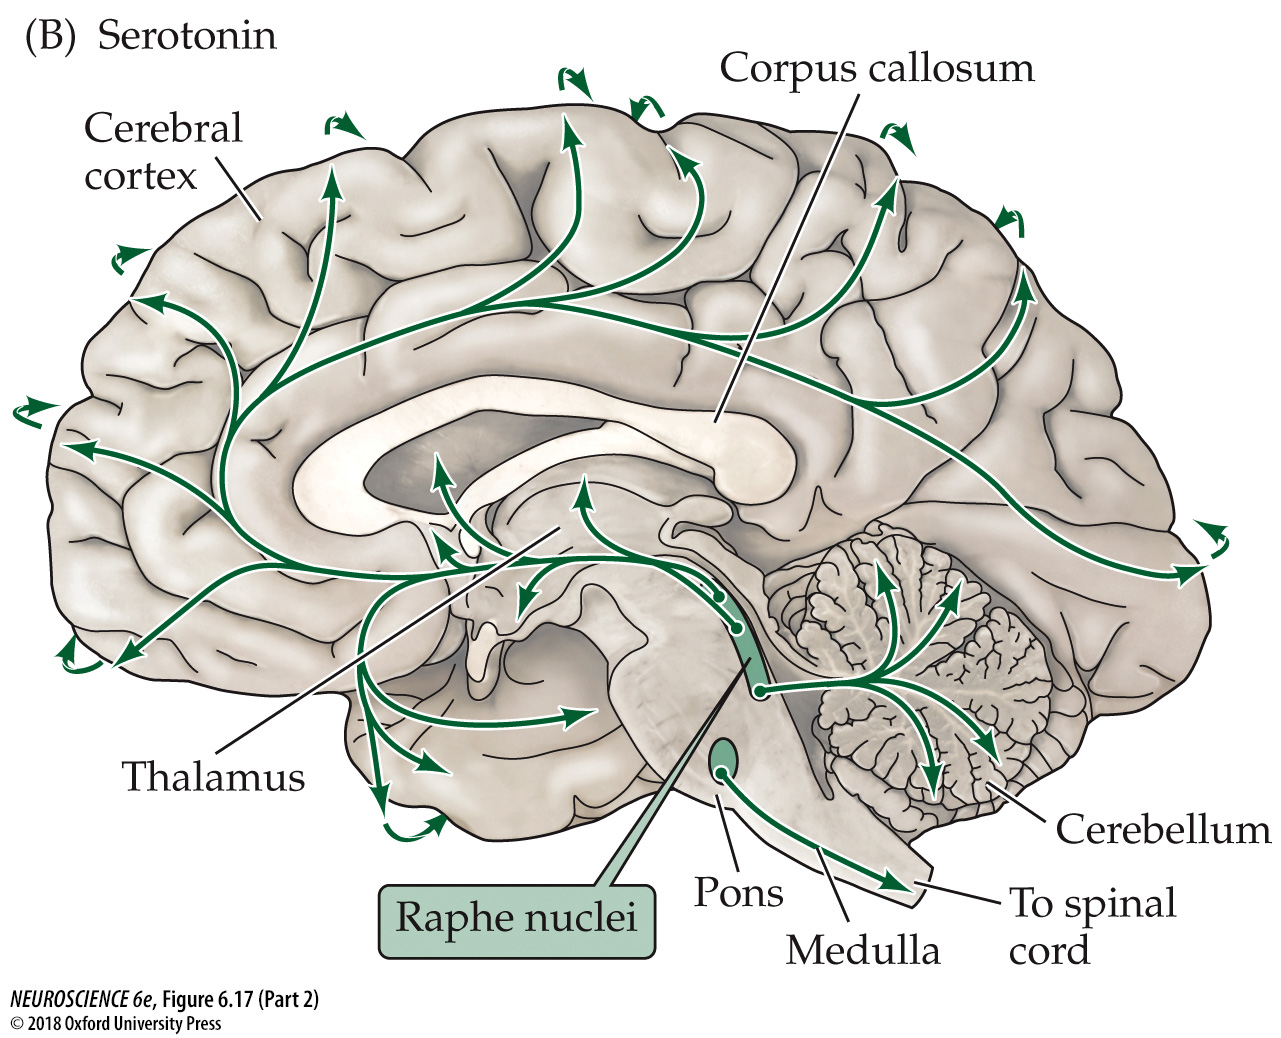 (B) Serotonin
Corpus callosum
Cerebral
cortex
Thalamus
Cerebellum
Pons
Raphe nuclei
To spinal
cord
Medulla
NEUROSCIENCE 6e, Figure 6.17 (Part 2)
© 2018 Oxford University Press